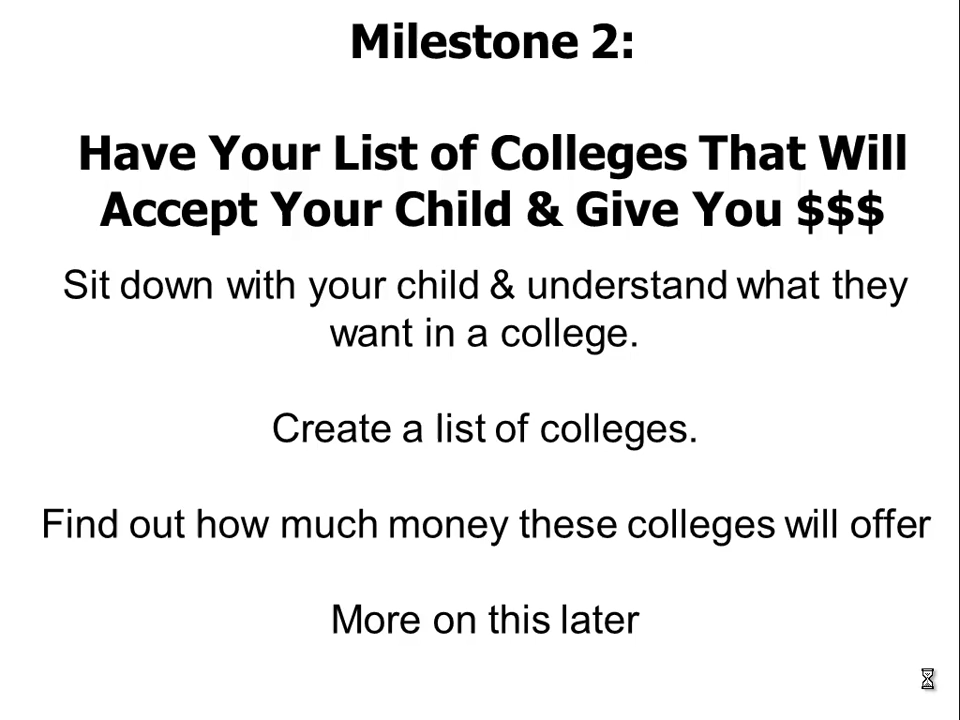 Milestone 2:
Have Your List of Colleges That Will
Accept Your Child & Give You $$$
Sit down with your child & understand what they
want in a college.
Create a list of colleges.
Find out how much money these colleges will offer
More on this later